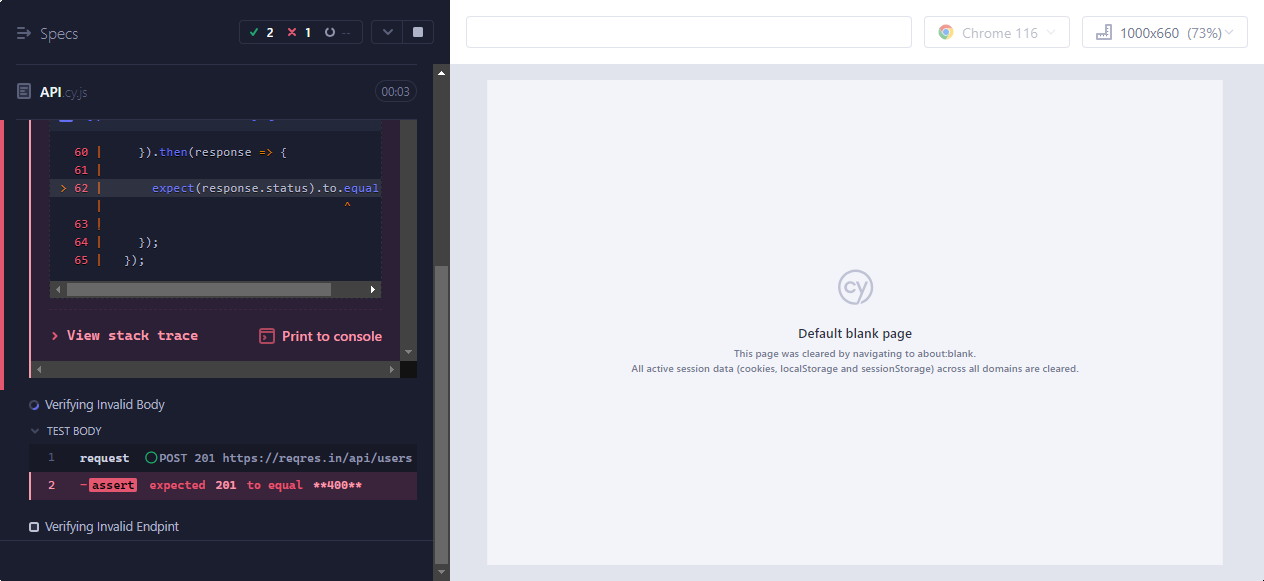 Specs
2
1
--
Chrome 116
1000x660 (73%)
API.cy.js
00:03
60 | }).then(response => {
61 |
> 62 | expect(response.status).to.equal
| ^
63 |
64 | });
65 | });
View stack trace
Print to console
Verifying Invalid Body
TEST BODY
1 request POST 201 https://reqres.in/api/users
2 -assert expected 201 to equal **400**
Verifying Invalid Endpint
cy
Default blank page
This page was cleared by navigating to about:blank.
All active session data (cookies, localStorage and sessionStorage) across all domains are cleared.